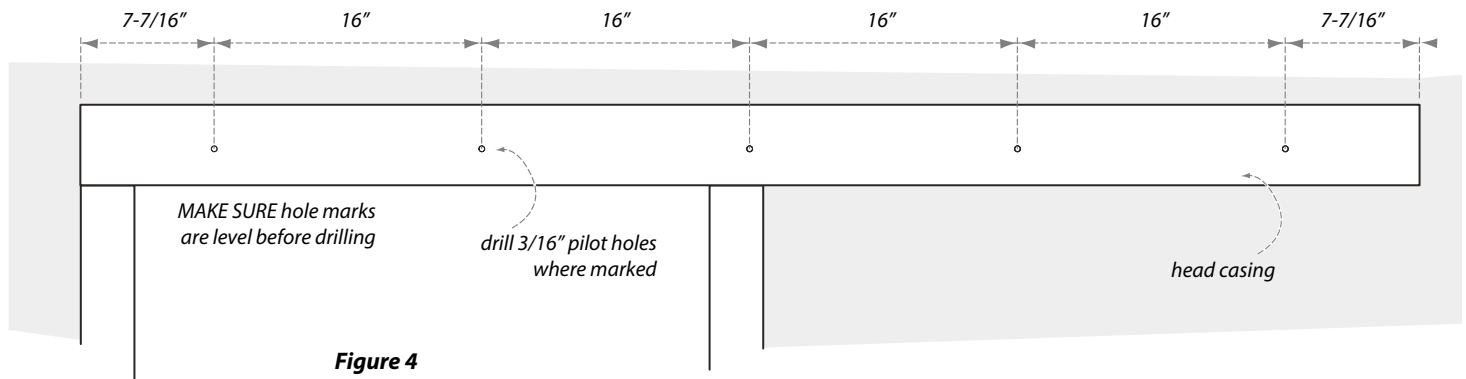 7-7/16” 16” 16” 16” 16” 7-7/16”
MAKE SURE hole marks
are level before drilling
drill 3/16” pilot holes
where marked
head casing
Figure 4